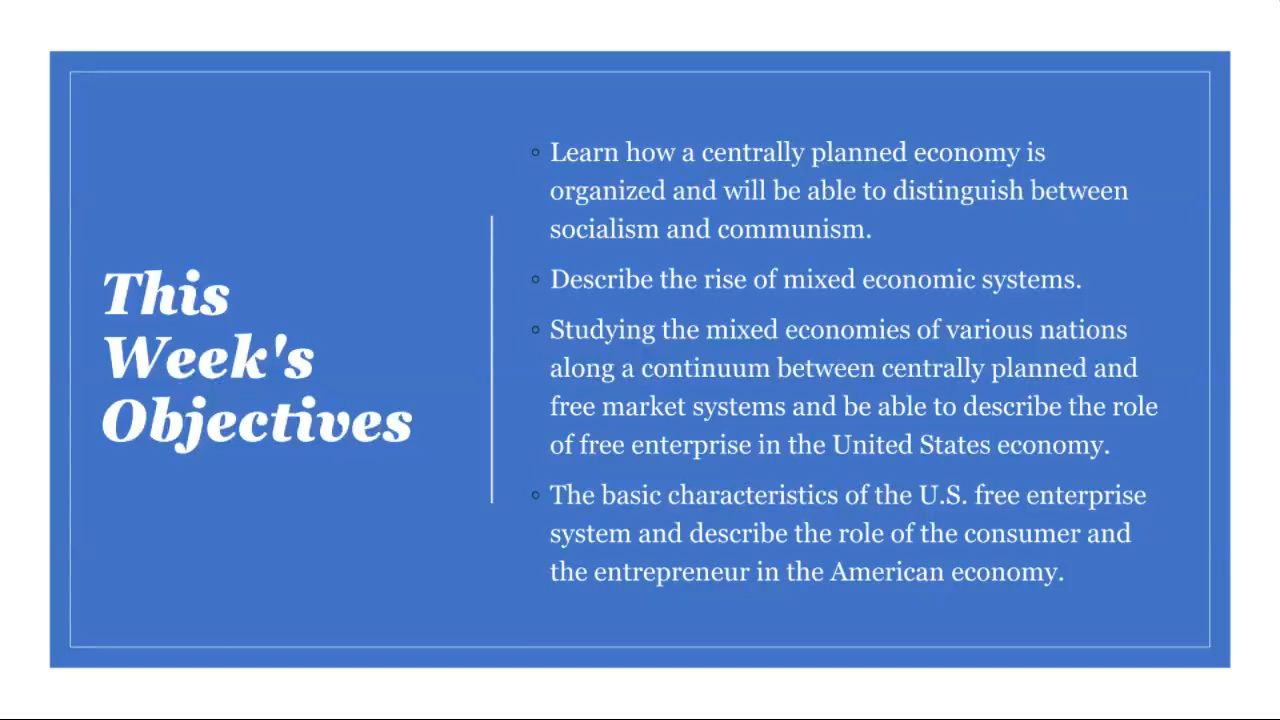 This
Week's
Objectives
◦ Learn how a centrally planned economy is
organized and will be able to distinguish between
socialism and communism.
◦ Describe the rise of mixed economic systems.
◦ Studying the mixed economies of various nations
along a continuum between centrally planned and
free market systems and be able to describe the role
of free enterprise in the United States economy.
◦ The basic characteristics of the U.S. free enterprise
system and describe the role of the consumer and
the entrepreneur in the American economy.